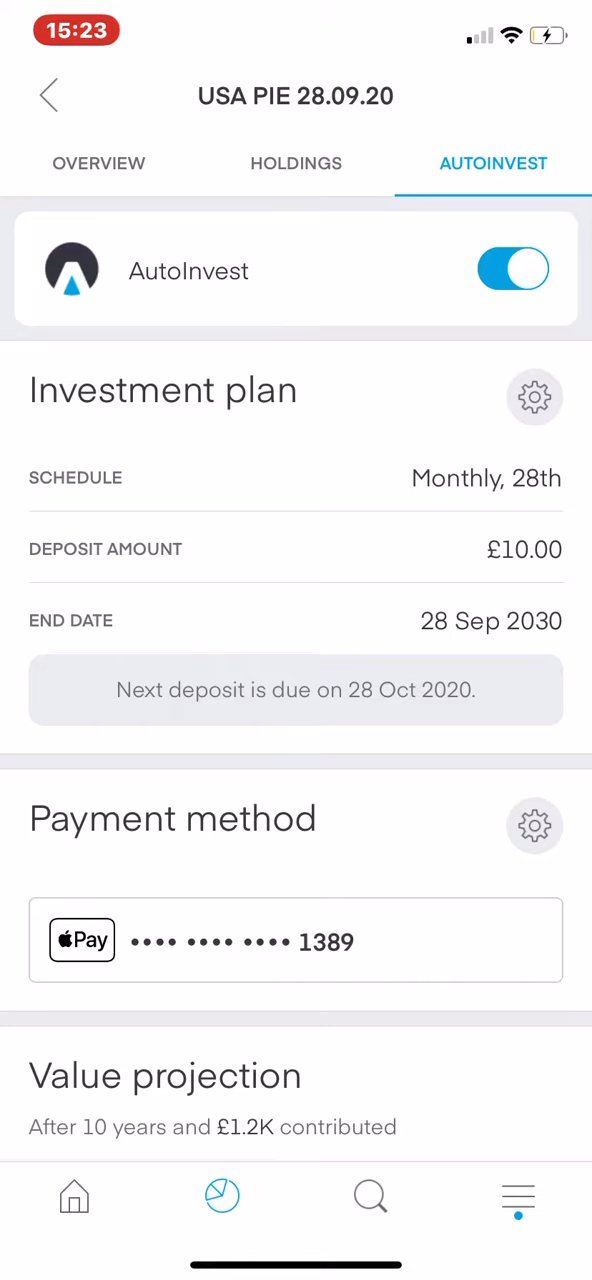 15:23
USA PIE 28.09.20
OVERVIEW HOLDINGS AUTOINVEST
AutoInvest
Investment plan
SCHEDULE Monthly, 28th
DEPOSIT AMOUNT £10.00
END DATE 28 Sep 2030
Next deposit is due on 28 Oct 2020.
Payment method
Pay •••• •••• •••• 1389
Value projection
After 10 years and £1.2K contributed